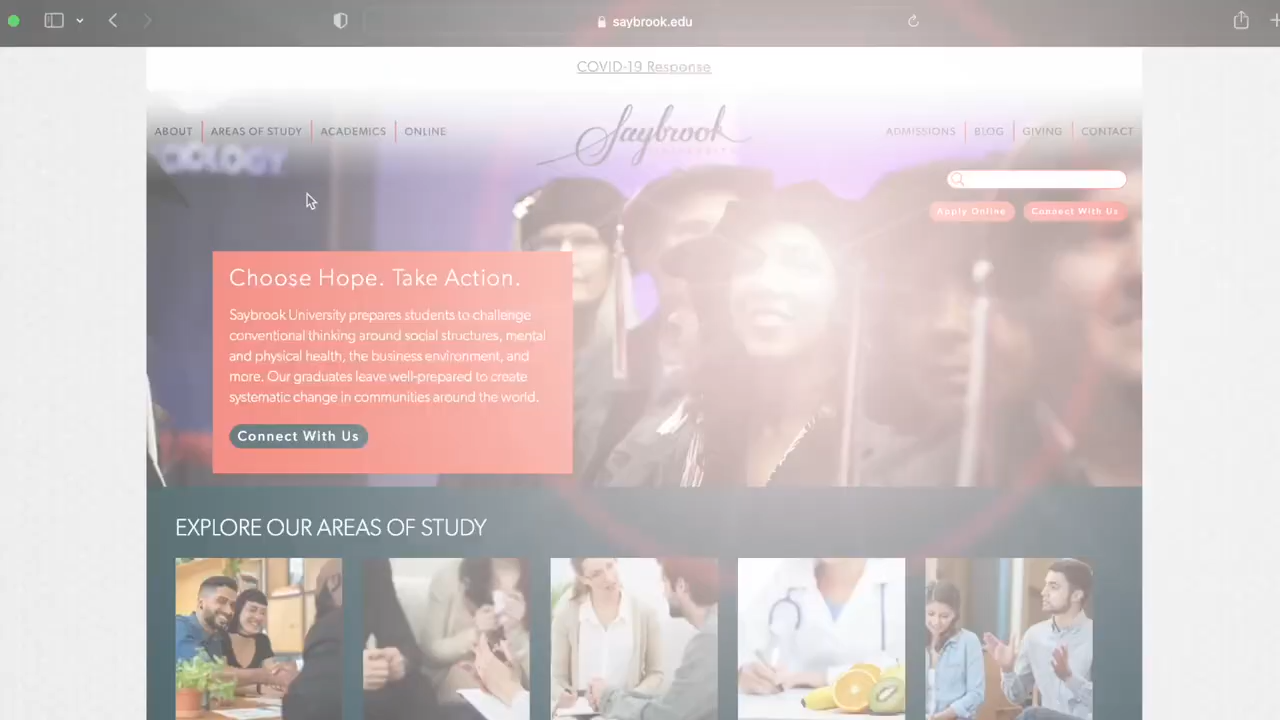 saybrook.edu
COVID-19 Response
ABOUT
AREAS OF STUDY
ACADEMICS
ONLINE
Saybrook
ADMISSIONS
BLOG
GIVING
CONTACT
Apply Online
Connect With Us
Choose Hope. Take Action.
Saybrook University prepares students to challenge
conventional thinking around social structures, mental
and physical health, the business environment, and
more. Our graduates leave well-prepared to create
systematic change in communities around the world.
Connect With Us
EXPLORE OUR AREAS OF STUDY